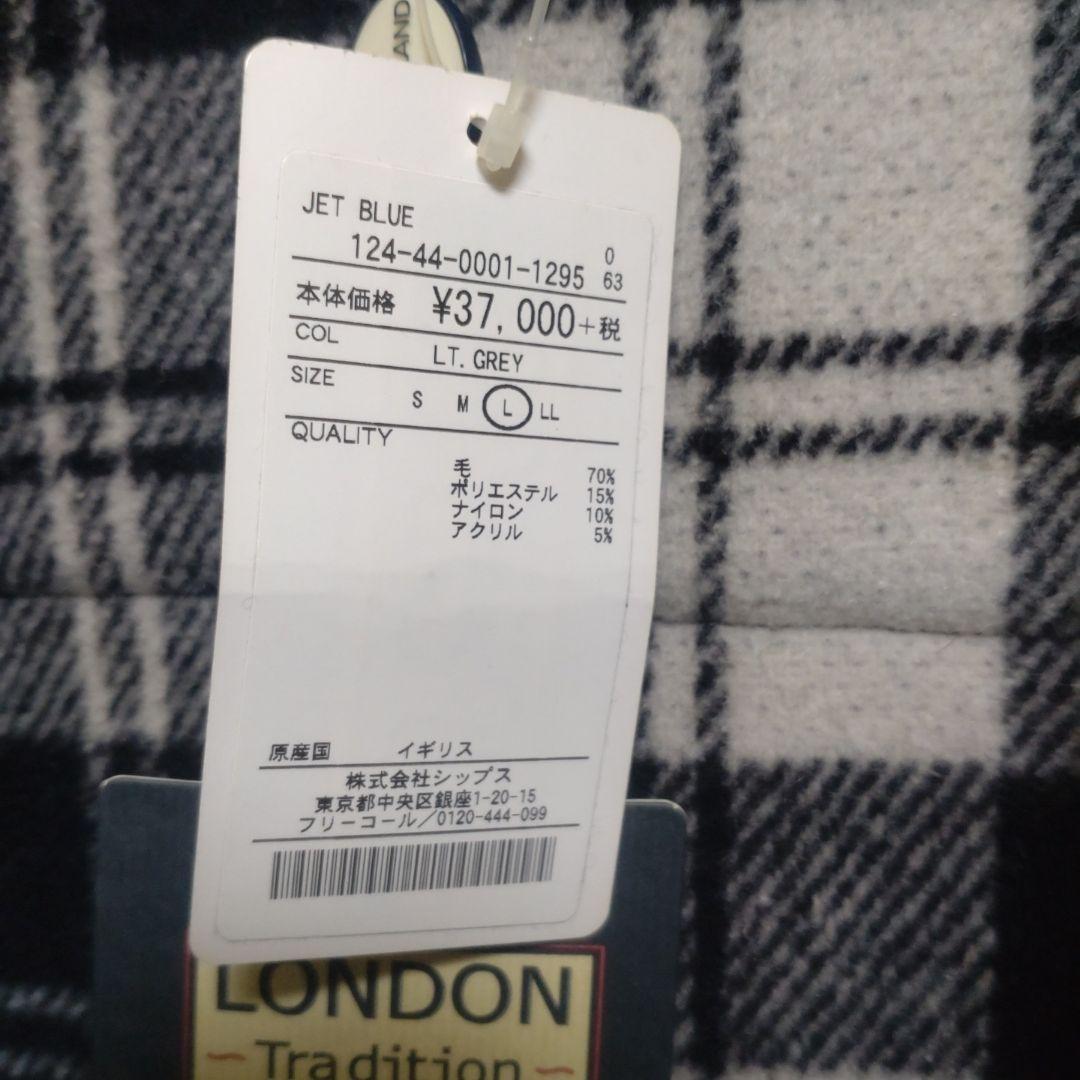 AND
JET BLUE
124-44-0001-1295
0
63
本体価格 ¥37,000+税
COL LT. GREY
SIZE S M L LL
QUALITY
毛 70%
ポリエステル 15%
ナイロン 10%
アクリル 5%
原産国 イギリス
株式会社シップス
東京都中央区銀座1-20-15
フリーコール/0120-444-099
LONDON
Tradition